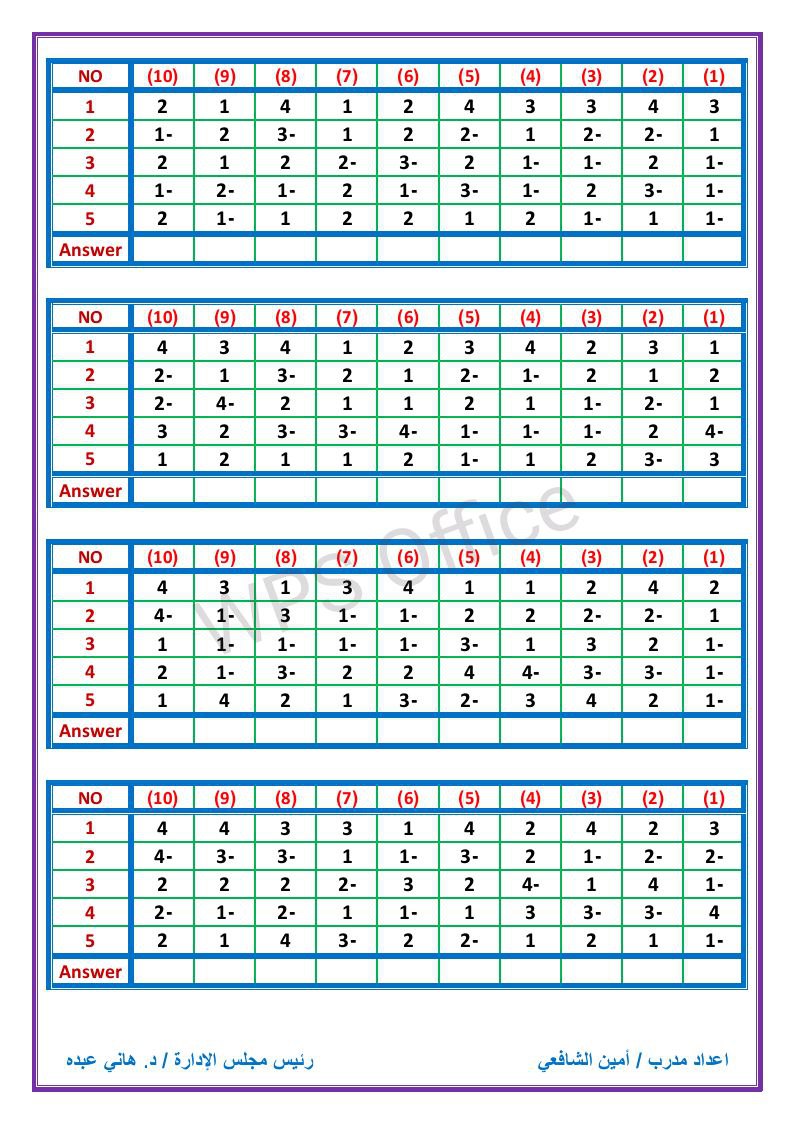 NO (10) (9) (8) (7) (6) (5) (4) (3) (2) (1)
1 2 1 4 1 2 4 3 3 4 3
2 1- 2 3- 1 2 2- 1 2- 2- 1
3 2 1 2 2- 3- 2 1- 1- 2 1-
4 1- 2- 1- 2 1- 3- 1- 2 3- 1-
5 2 1- 1 2 2 1 2 1- 1 1-
Answer
NO (10) (9) (8) (7) (6) (5) (4) (3) (2) (1)
1 4 3 4 1 2 3 4 2 3 1
2 2- 1 3- 2 1 2- 1- 2 1 2
3 2- 4- 2 1 1 2 1 1- 2- 1
4 3 2 3- 3- 4- 1- 1- 1- 2 4-
5 1 2 1 1 2 1- 1 2 3- 3
Answer
WPS Office
NO (10) (9) (8) (7) (6) (5) (4) (3) (2) (1)
1 4 3 1 3 4 1 1 2 4 2
2 4- 1- 3 1- 1- 2 2 2- 2- 1
3 1 1- 1- 1- 1- 3- 1 3 2 1-
4 2 1- 3- 2 2 4 4- 3- 3- 1-
5 1 4 2 1 3- 2- 3 4 2 1-
Answer
NO (10) (9) (8) (7) (6) (5) (4) (3) (2) (1)
1 4 4 3 3 1 4 2 4 2 3
2 4- 3- 3- 1 1- 3- 2 1- 2- 2-
3 2 2 2 2- 3 2 4- 1 4 1-
4 2- 1- 2- 1 1- 1 3 3- 3- 4
5 2 1 4 3- 2 2- 1 2 1 1-
Answer
اعداد مدرب / أمين الشافعي رئيس مجلس الإدارة / د. هاني عبده